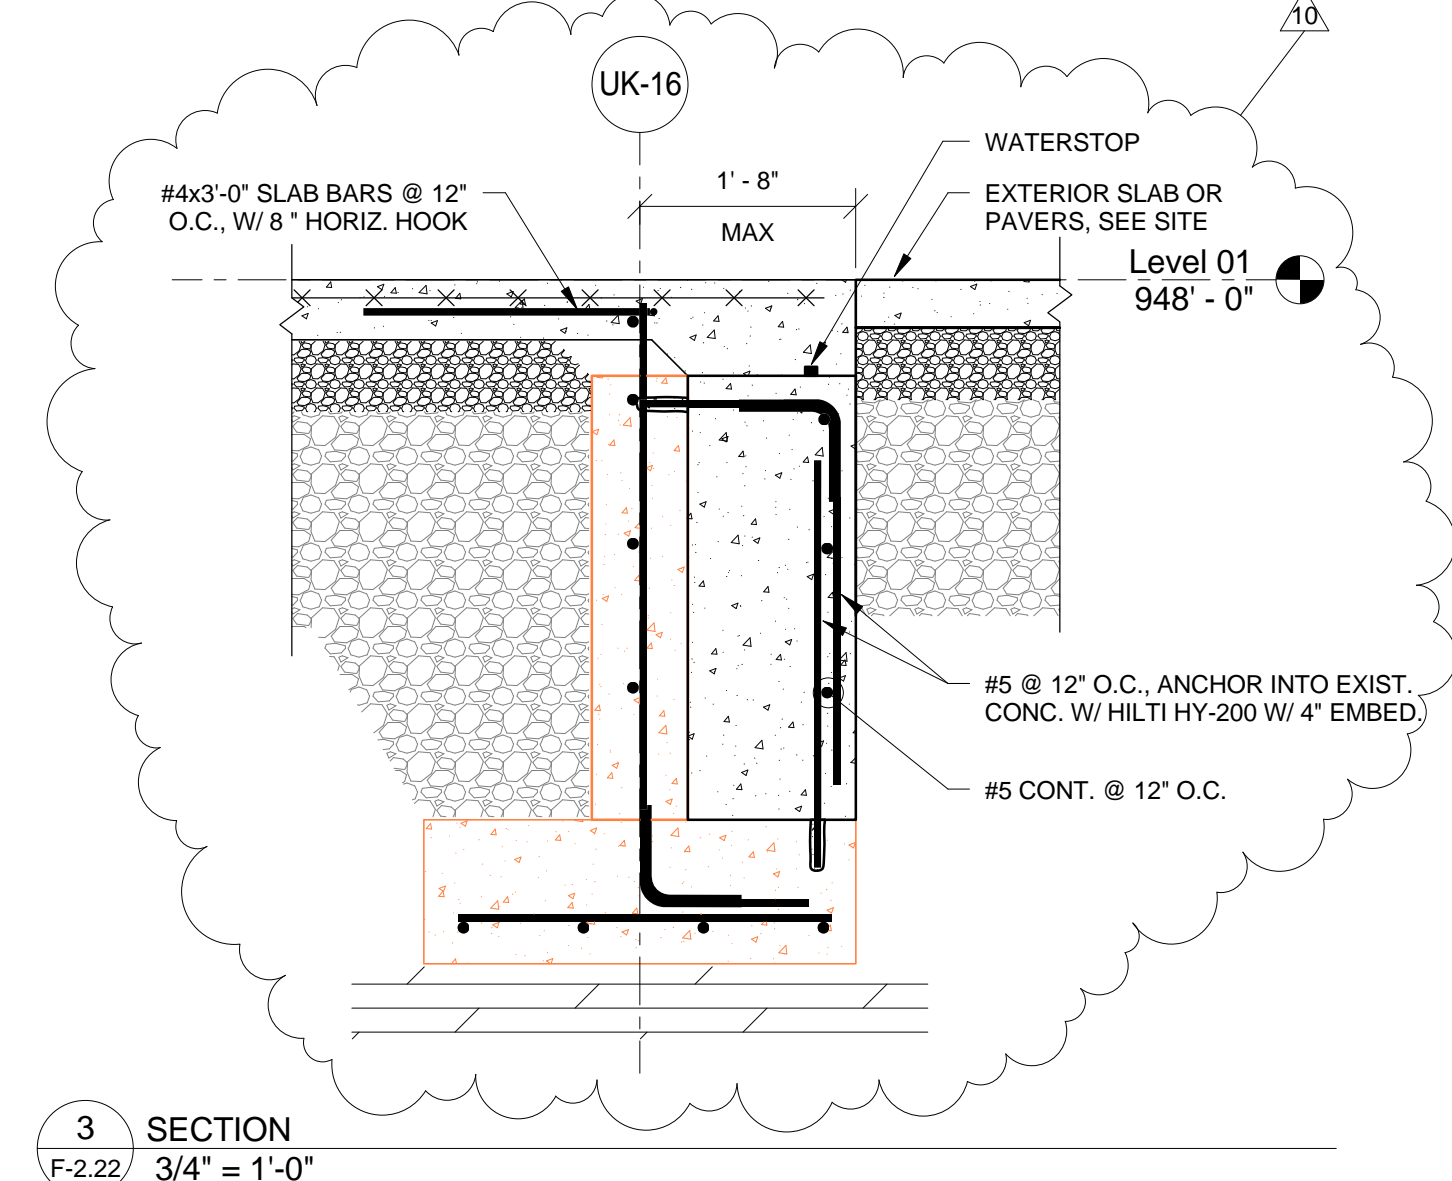 10
UK-16
WATERSTOP
1' - 8"
MAX
#4x3'-0" SLAB BARS @ 12"
O.C., W/ 8 " HORIZ. HOOK
EXTERIOR SLAB OR
PAVERS, SEE SITE
Level 01
948' - 0"
#5 @ 12" O.C., ANCHOR INTO EXIST.
CONC. W/ HILTI HY-200 W/ 4" EMBED.
#5 CONT. @ 12" O.C.
3
SECTION
F-2.22
3/4" = 1'-0"